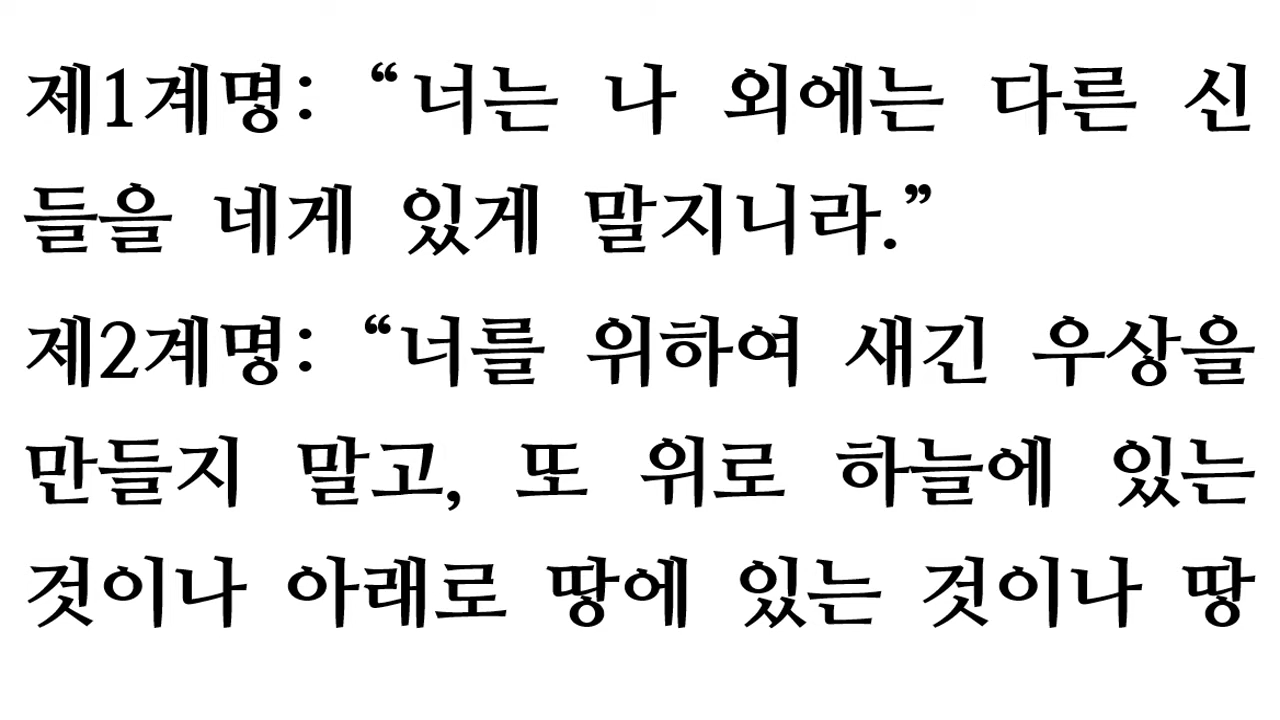 제1계명: “너는 나 외에는 다른 신
들을 네게 있게 말지니라.”
제2계명: “너를 위하여 새긴 우상을
만들지 말고, 또 위로 하늘에 있는
것이나 아래로 땅에 있는 것이나 땅